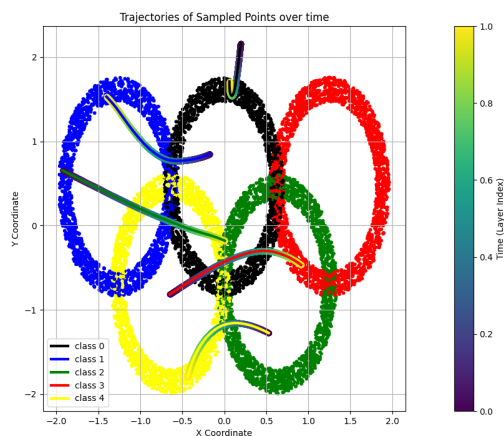 Trajectories of Sampled Points over time
2
1
0
−1
−2
Y Coordinate
−2.0 −1.5 −1.0 −0.5 0.0 0.5 1.0 1.5 2.0
X Coordinate
class 0
class 1
class 2
class 3
class 4
1.0
0.8
0.6
0.4
0.2
0.0
Time (Layer Index)